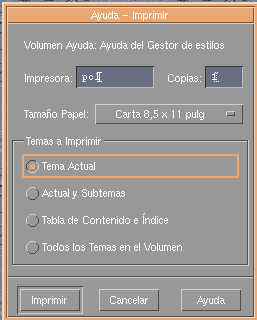 Ayuda - Imprimir
Volumen Ayuda: Ayuda del Gestor de estilos
Impresora: pcl Copias: 1
Tamaño Papel: Carta 8,5 x 11 pulg
Temas a Imprimir
Tema Actual
Actual y Subtemas
Tabla de Contenido e Índice
Todos los Temas en el Volumen
Imprimir Cancelar Ayuda